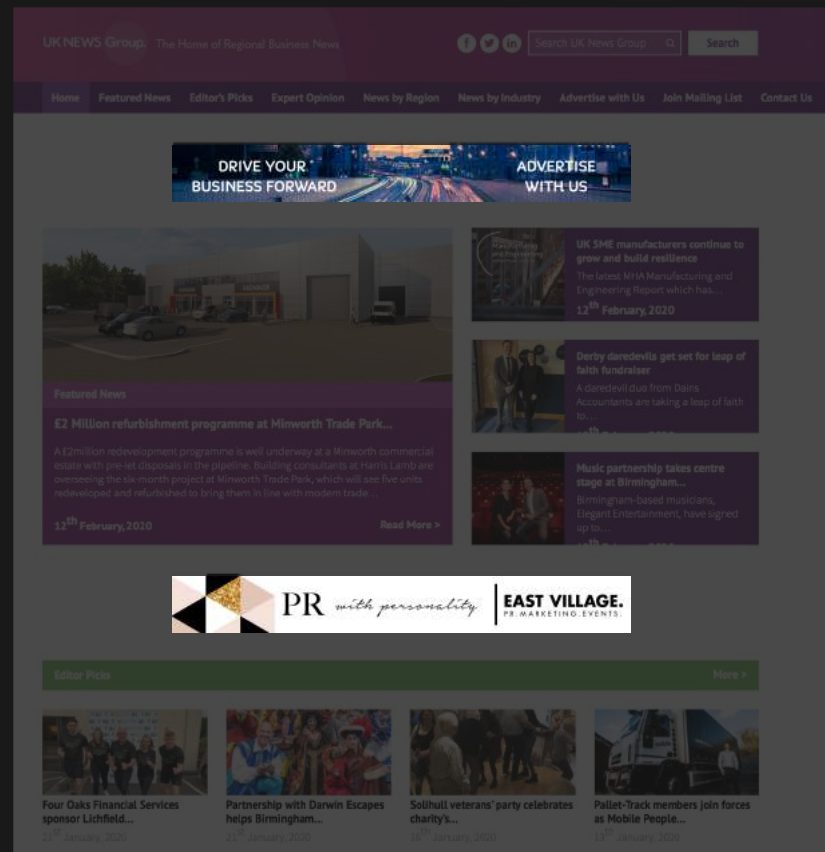 UK NEWS Group. The Home of Regional Business News
Search UK News Group
Search
Home Featured News Editor's Picks Expert Opinion News by Region News by Industry Advertise with Us Join Mailing List Contact Us
DRIVE YOUR
BUSINESS FORWARD
ADVERTISE
WITH US
Featured News
£2 Million refurbishment programme at Minworth Trade Park...
A £2million redevelopment programme is well underway at a Minworth commercial
estate with pre-let disposals in the pipeline. Building consultants at Harris Lamb are
overseeing the six-month project at Minworth Trade Park, which will see five units
redeveloped and refurbished to bring them in line with modern trade...
12th February, 2020
Read More >
UK SME manufacturers continue to
grow and build resilience
The latest MHA Manufacturing and
Engineering Report which has...
12th February, 2020
Derby daredevils get set for leap of
faith fundraiser
A daredevil duo from Dains
Accountants are taking a leap of faith
to...
Music partnership takes centre
stage at Birmingham...
Birmingham-based musicians,
Elegant Entertainment, have signed
up to...
PR with personality
EAST VILLAGE.
PR.MARKETING.EVENTS.
Editor Picks
More >
Four Oaks Financial Services
sponsor Lichfield...
21st January, 2020
Partnership with Darwin Escapes
helps Birmingham...
21st January, 2020
Solihull veterans' party celebrates
charity's...
16th January, 2020
Pallet-Track members join forces
as Mobile People...
13th January, 2020